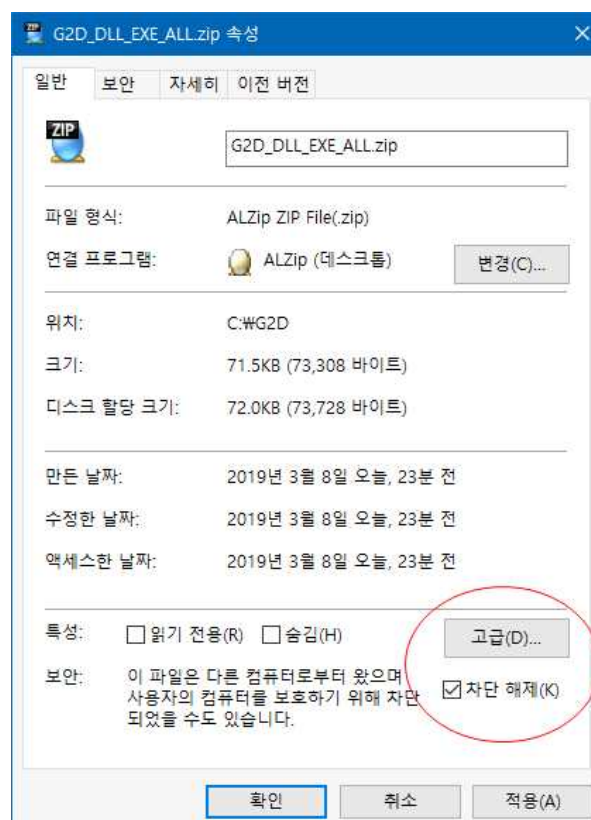 G2D_DLL_EXE_ALL.zip 속성
일반 보안 자세히 이전 버전
ZIP G2D_DLL_EXE_ALL.zip
파일 형식: ALZip ZIP File(.zip)
연결 프로그램: ALZip (데스크톱) 변경(C)...
위치: C:₩G2D
크기: 71.5KB (73,308 바이트)
디스크 할당 크기: 72.0KB (73,728 바이트)
만든 날짜: 2019년 3월 8일 오늘, 23분 전
수정한 날짜: 2019년 3월 8일 오늘, 23분 전
액세스한 날짜: 2019년 3월 8일 오늘, 23분 전
특성: 읽기 전용(R) 숨김(H) 고급(D)...
보안: 이 파일은 다른 컴퓨터로부터 왔으며
사용자의 컴퓨터를 보호하기 위해 차단 차단 해제(K)
되었을 수도 있습니다.
확인 취소 적용(A)